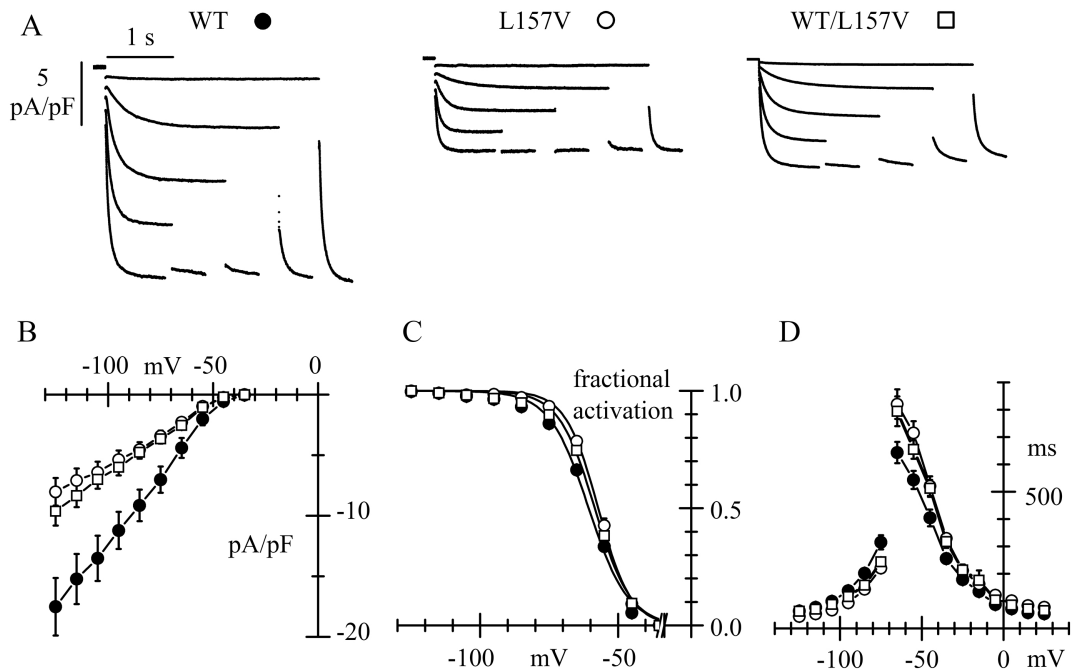 A
WT
L157V
WT/L157V
1 s
5
pA/pF
B
-100 mV -50 0
-10
pA/pF
-20
C
fractional
activation
1.0
0.5
0.0
-100 mV -50
D
ms
500
-100 -50 mV 0